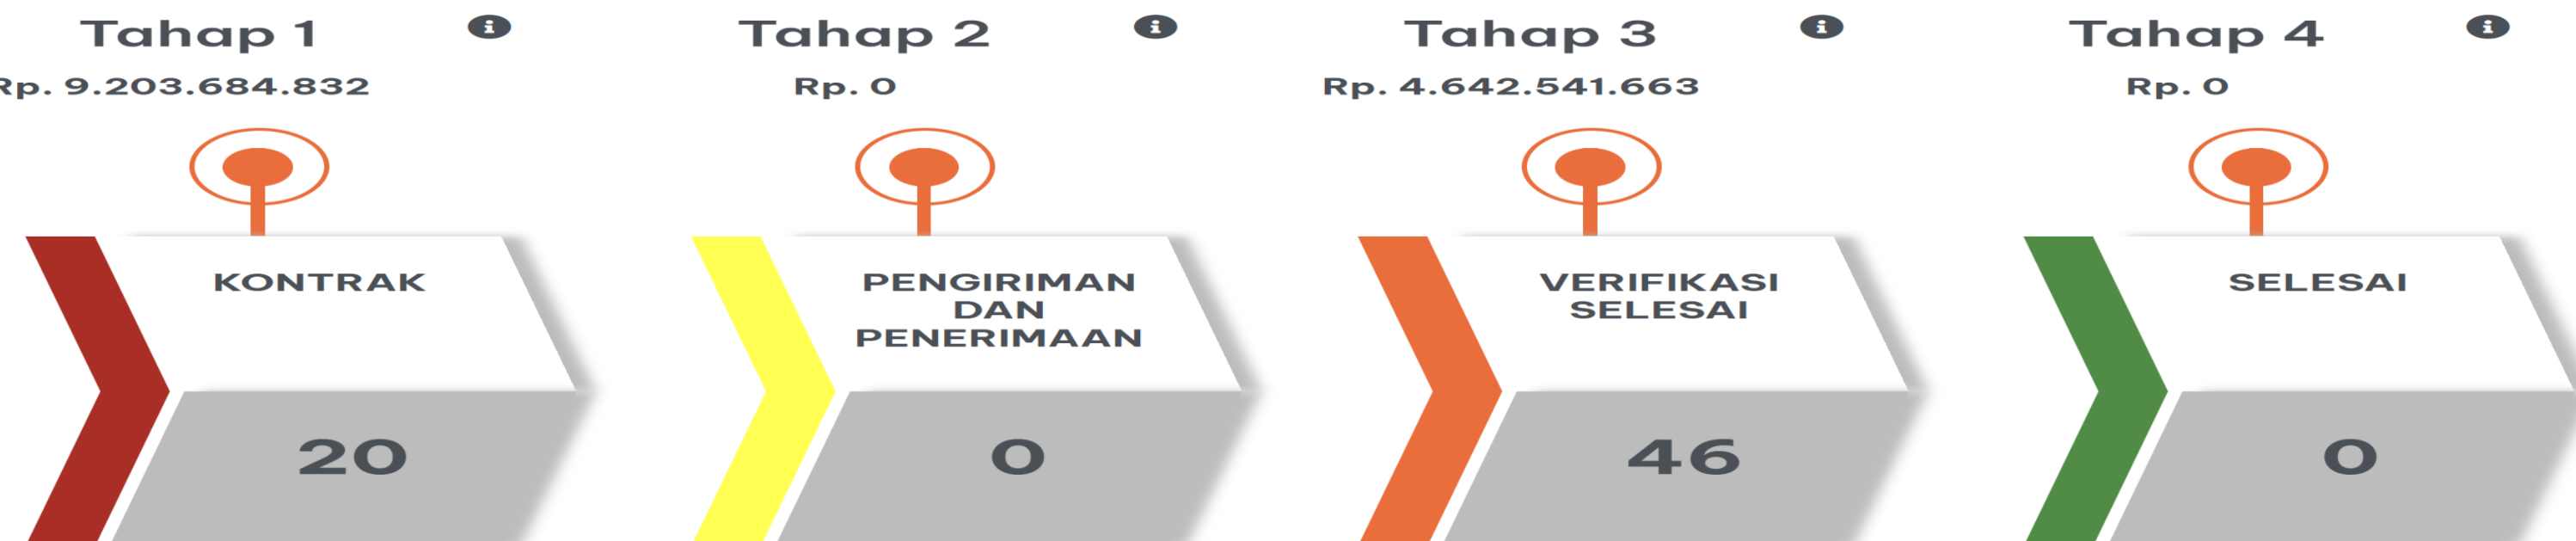 Tahap 1
Rp. 9.203.684.832
KONTRAK
20
Tahap 2
Rp. 0
PENGIRIMAN
DAN
PENERIMAAN
0
Tahap 3
Rp. 4.642.541.663
VERIFIKASI
SELESAI
46
Tahap 4
Rp. 0
SELESAI
0